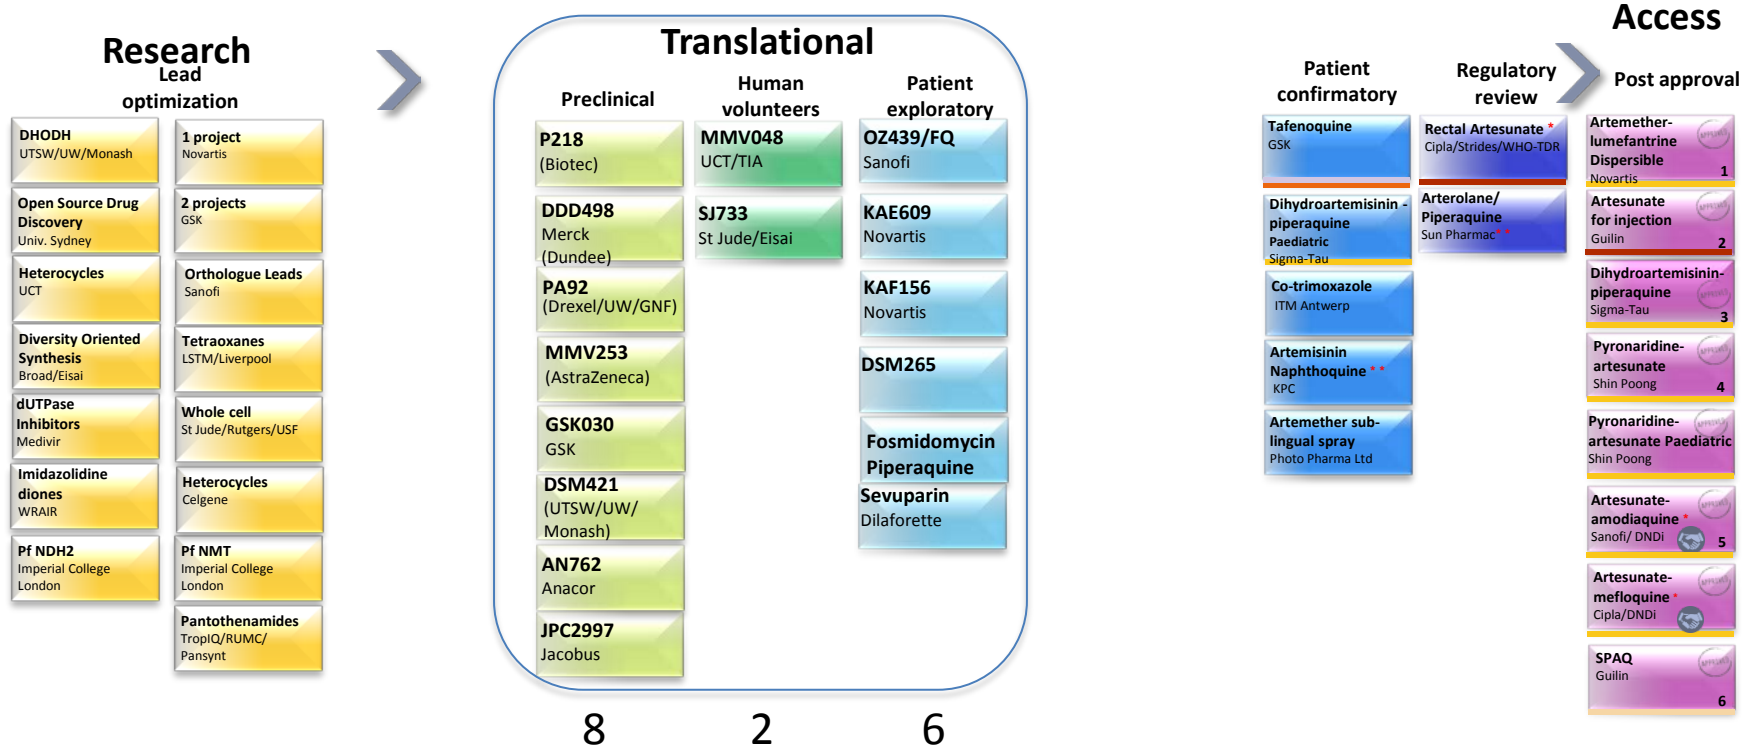 Research
Lead
optimization
DHODH
UTSW/UW/Monash
Open Source Drug
Discovery
Univ. Sydney
Heterocycles
UCT
Diversity Oriented
Synthesis
Broad/Eisai
dUTPase
Inhibitors
Medivir
Imidazolidine
diones
WRAIR
Pf NDH2
Imperial College
London
1 project
Novartis
2 projects
GSK
Orthologue Leads
Sanofi
Tetraoxanes
LSTM/Liverpool
Whole cell
St Jude/Rutgers/USF
Heterocycles
Celgene
Pf NMT
Imperial College
London
Pantothenamides
TropIQ/RUMC/
Pansynt
Translational
Preclinical
P218
(Biotec)
DDD498
Merck
(Dundee)
PA92
(Drexel/UW/GNF)
MMV253
(AstraZeneca)
GSK030
GSK
DSM421
(UTSW/UW/
Monash)
AN762
Anacor
JPC2997
Jacobus
8
Human
volunteers
MMV048
UCT/TIA
SJ733
St Jude/Eisai
2
Patient
exploratory
OZ439/FQ
Sanofi
KAE609
Novartis
KAF156
Novartis
DSM265
Fosmidomycin
Piperaquine
Sevuparin
Dilaforette
6
Patient
confirmatory
Tafenoquine
GSK
Dihydroartemisinin -
piperaquine
Paediatric
Sigma-Tau
Co-trimoxazole
ITM Antwerp
Artemisinin
Naphthoquine * *
KPC
Artemether sub-
lingual spray
Photo Pharma Ltd
Regulatory
review
Rectal Artesunate *
Cipla/Strides/WHO-TDR
Arterolane/
Piperaquine
Sun Pharmac* *
Access
Post approval
Artemether-
lumefantrine
Dispersible
Novartis
1
APPROVED
Artesunate
for injection
Guilin
2
APPROVED
Dihydroartemisinin-
piperaquine
Sigma-Tau
3
APPROVED
Pyronaridine-
artesunate
Shin Poong
4
APPROVED
Pyronaridine-
artesunate Paediatric
Shin Poong
APPROVED
Artesunate-
amodiaquine *
Sanofi/ DNDi
5
APPROVED
Artesunate-
mefloquine *
Cipla/DNDi
APPROVED
SPAQ
Guilin
6
APPROVED